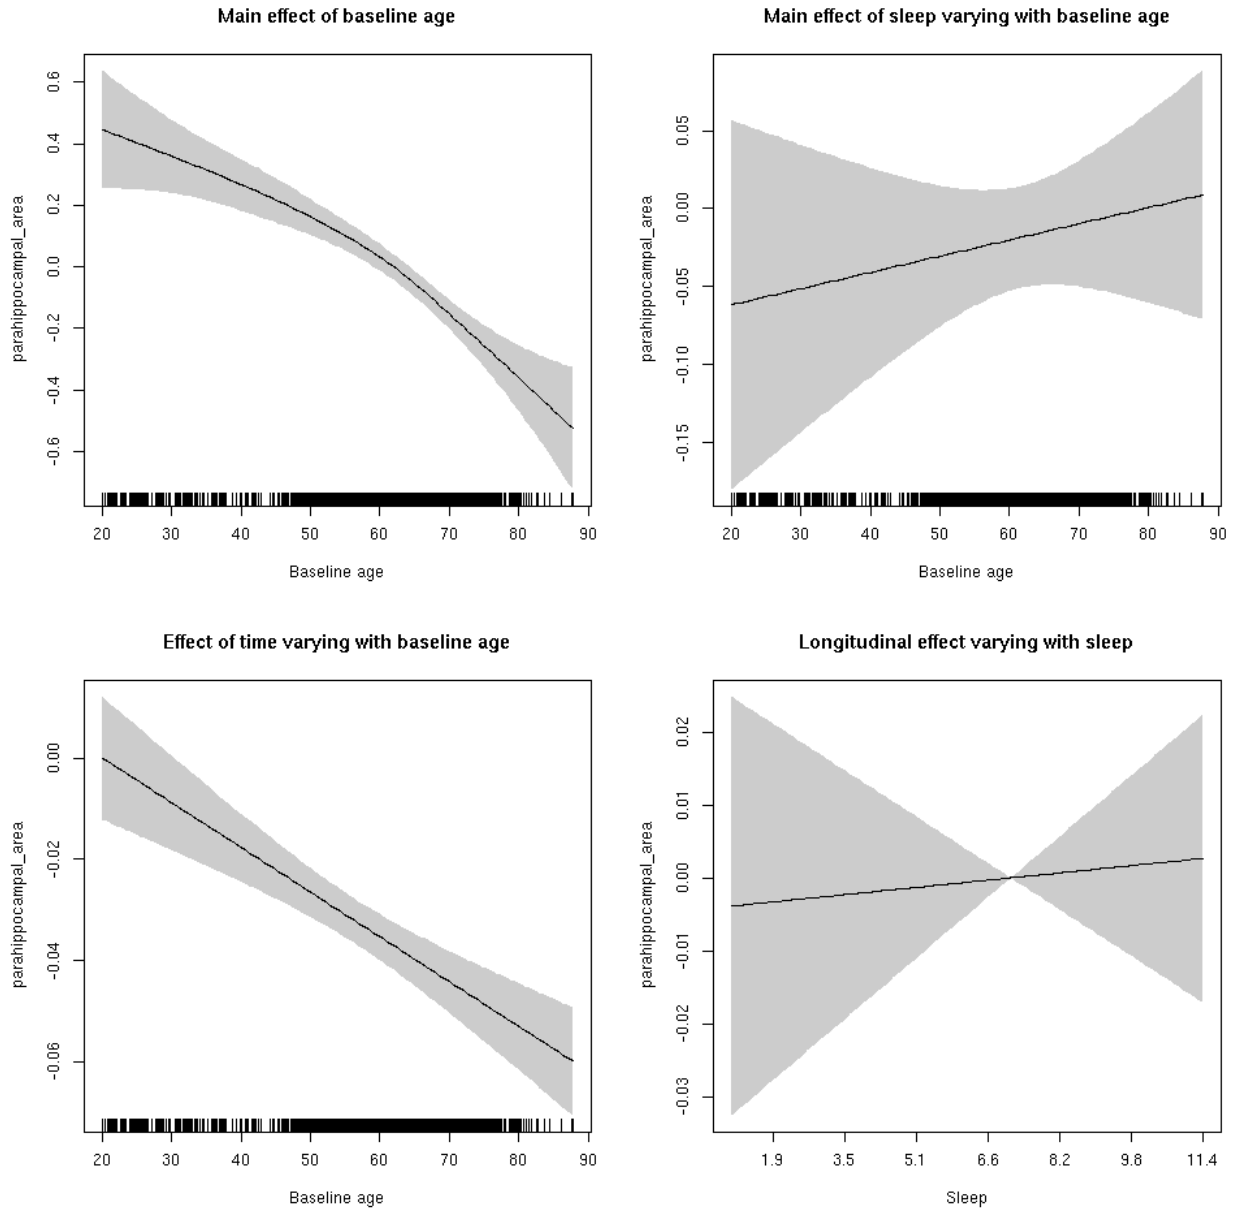 Main effect of baseline age
parahippocampal_area
0.6
0.4
0.2
0.0
-0.2
-0.4
-0.6
20 30 40 50 60 70 80 90
Baseline age
Main effect of sleep varying with baseline age
parahippocampal_area
0.05
0.00
-0.05
-0.10
-0.15
20 30 40 50 60 70 80 90
Baseline age
Effect of time varying with baseline age
parahippocampal_area
0.00
-0.02
-0.04
-0.06
20 30 40 50 60 70 80 90
Baseline age
Longitudinal effect varying with sleep
parahippocampal_area
0.02
0.01
0.00
-0.01
-0.02
-0.03
1.9 3.5 5.1 6.6 8.2 9.8 11.4
Sleep